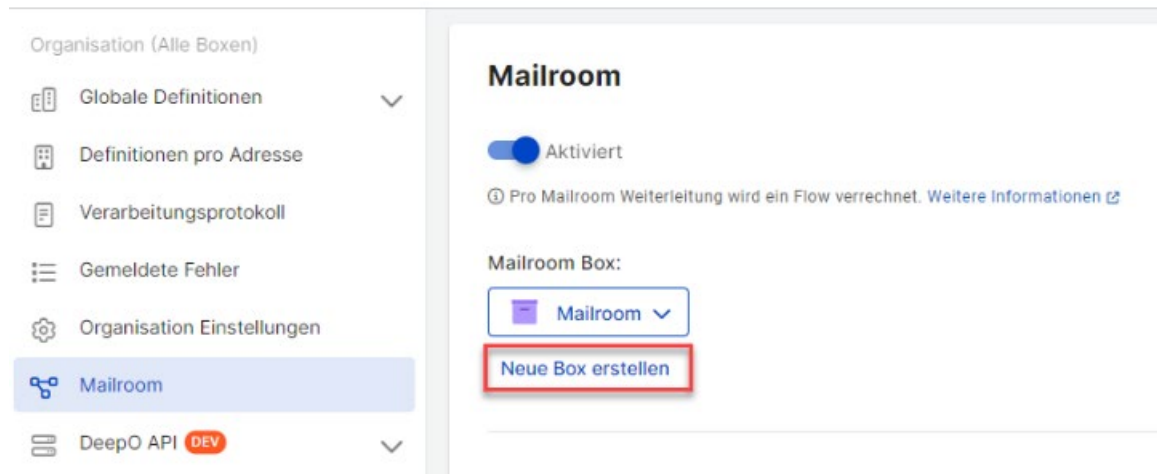 Organisation (Alle Boxen)
Globale Definitionen
Definitionen pro Adresse
Verarbeitungsprotokoll
Gemeldete Fehler
Organisation Einstellungen
Mailroom
DeepO API DEV
Mailroom
Aktiviert
Pro Mailroom Weiterleitung wird ein Flow verrechnet. Weitere Informationen
Mailroom Box:
Mailroom
Neue Box erstellen